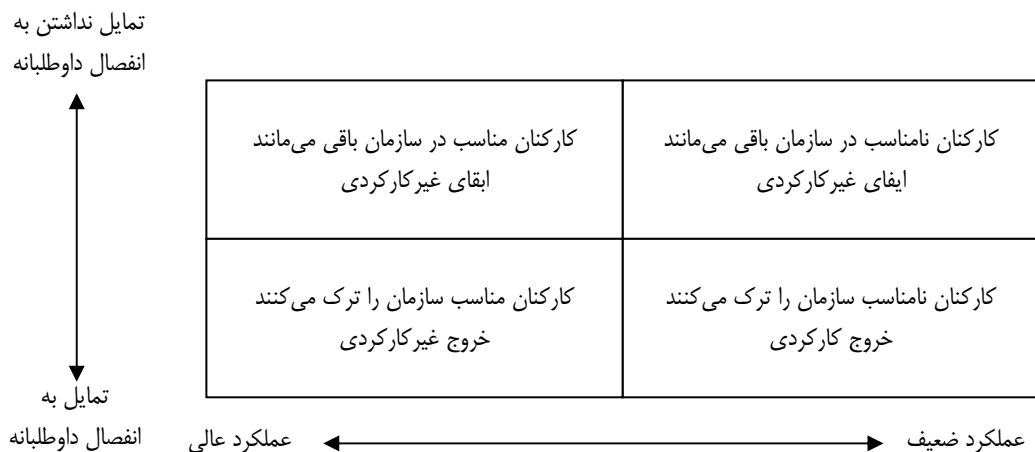 تمایل نداشتن به
انفصال داوطلبانه
کارکنان نامناسب در سازمان باقی می‌مانند
ایفای غیرکارکردی
کارکنان مناسب در سازمان باقی می‌مانند
ابقای غیرکارکردی
کارکنان نامناسب سازمان را ترک می‌کنند
خروج کارکردی
کارکنان مناسب سازمان را ترک می‌کنند
خروج غیرکارکردی
تمایل به
انفصال داوطلبانه
عملکرد ضعیف
عملکرد عالی